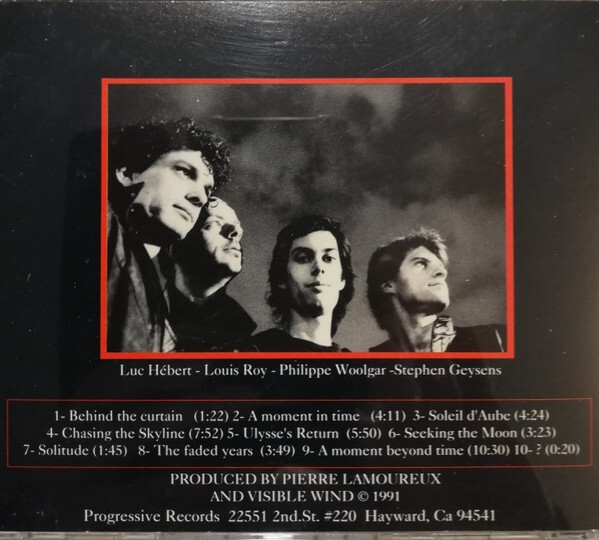 Luc Hébert - Louis Roy - Philippe Woolgar -Stephen Geysens
1- Behind the curtain (1:22) 2- A moment in time (4:11) 3- Soleil d'Aube (4:24)
4- Chasing the Skyline (7:52) 5- Ulysse's Return (5:50) 6- Seeking the Moon (3:23)
7- Solitude (1:45) 8- The faded years (3:49) 9- A moment beyond time (10:30) 10- ? (0:20)
PRODUCED BY PIERRE LAMOUREUX
AND VISIBLE WIND © 1991
Progressive Records 22551 2nd.St. #220 Hayward, Ca 94541